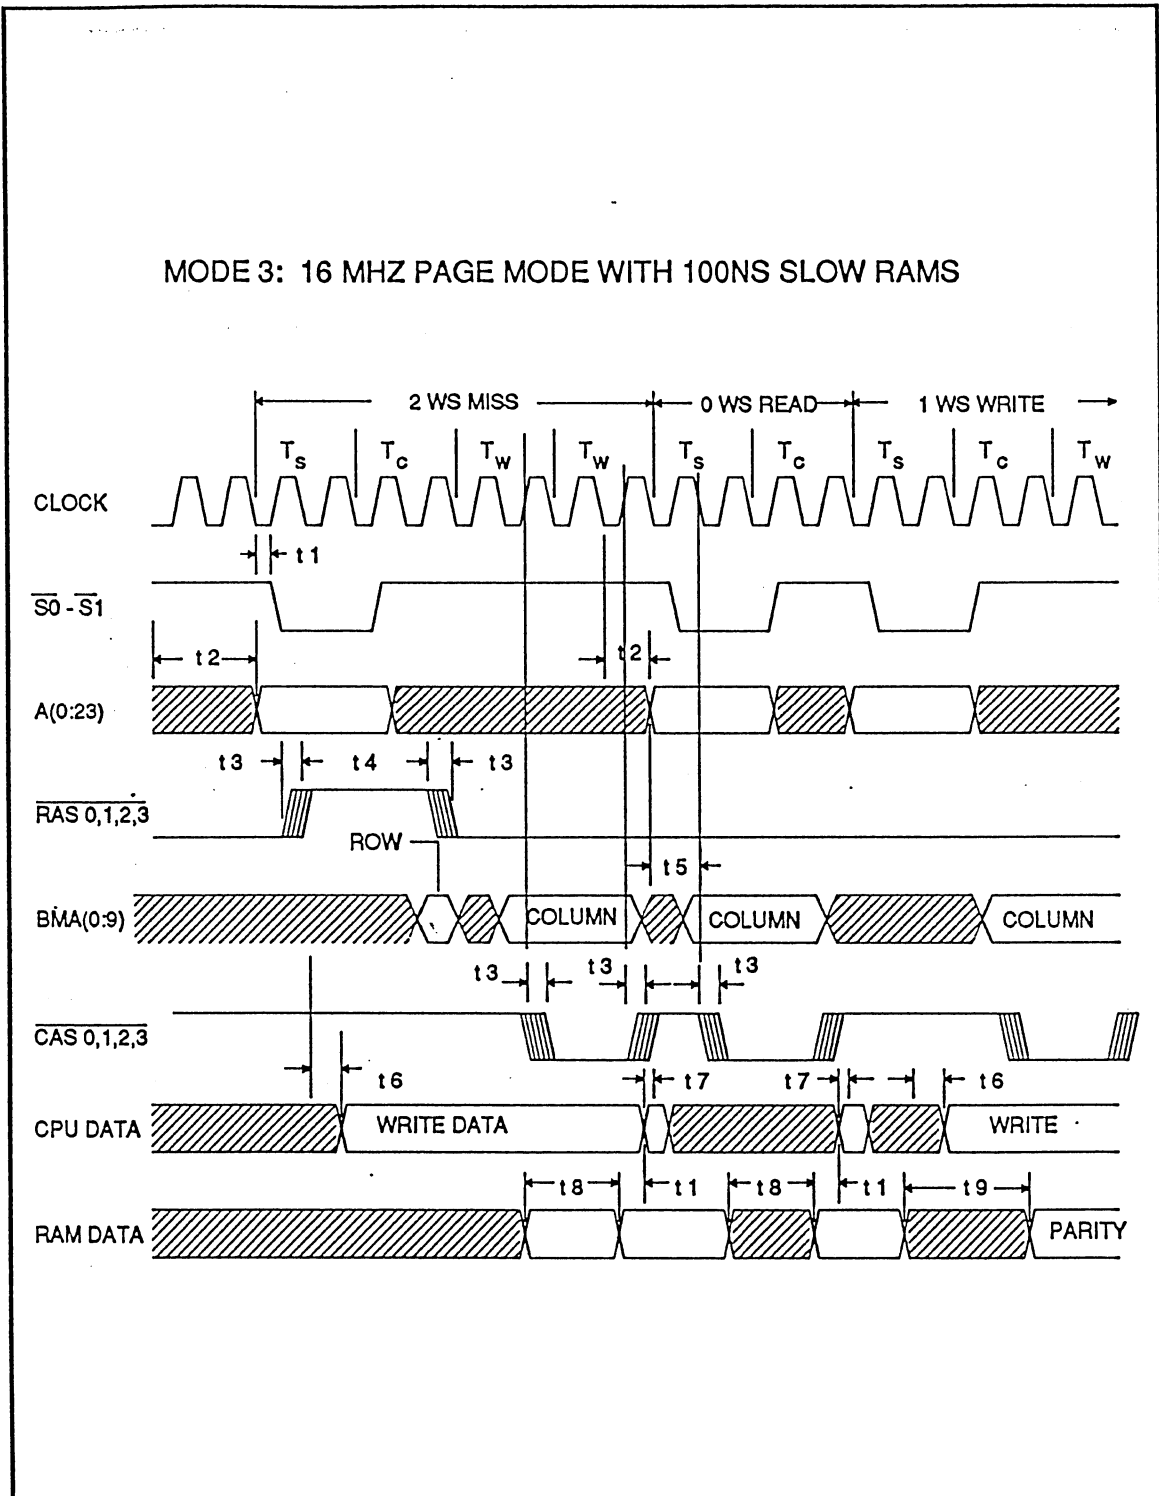 MODE 3: 16 MHZ PAGE MODE WITH 100NS SLOW RAMS
2 WS MISS 0 WS READ 1 WS WRITE
Ts Tc Tw Tw Ts Tc Ts Tc Tw
CLOCK
t1
S0 - S1
t2 t2
A(0:23)
t3 t4 t3
RAS 0,1,2,3
ROW
t5
BMA(0:9) COLUMN COLUMN COLUMN
t3 t3 t3
CAS 0,1,2,3
t6 t7 t7 t6
CPU DATA WRITE DATA WRITE
t8 t1 t8 t1 t9
RAM DATA PARITY